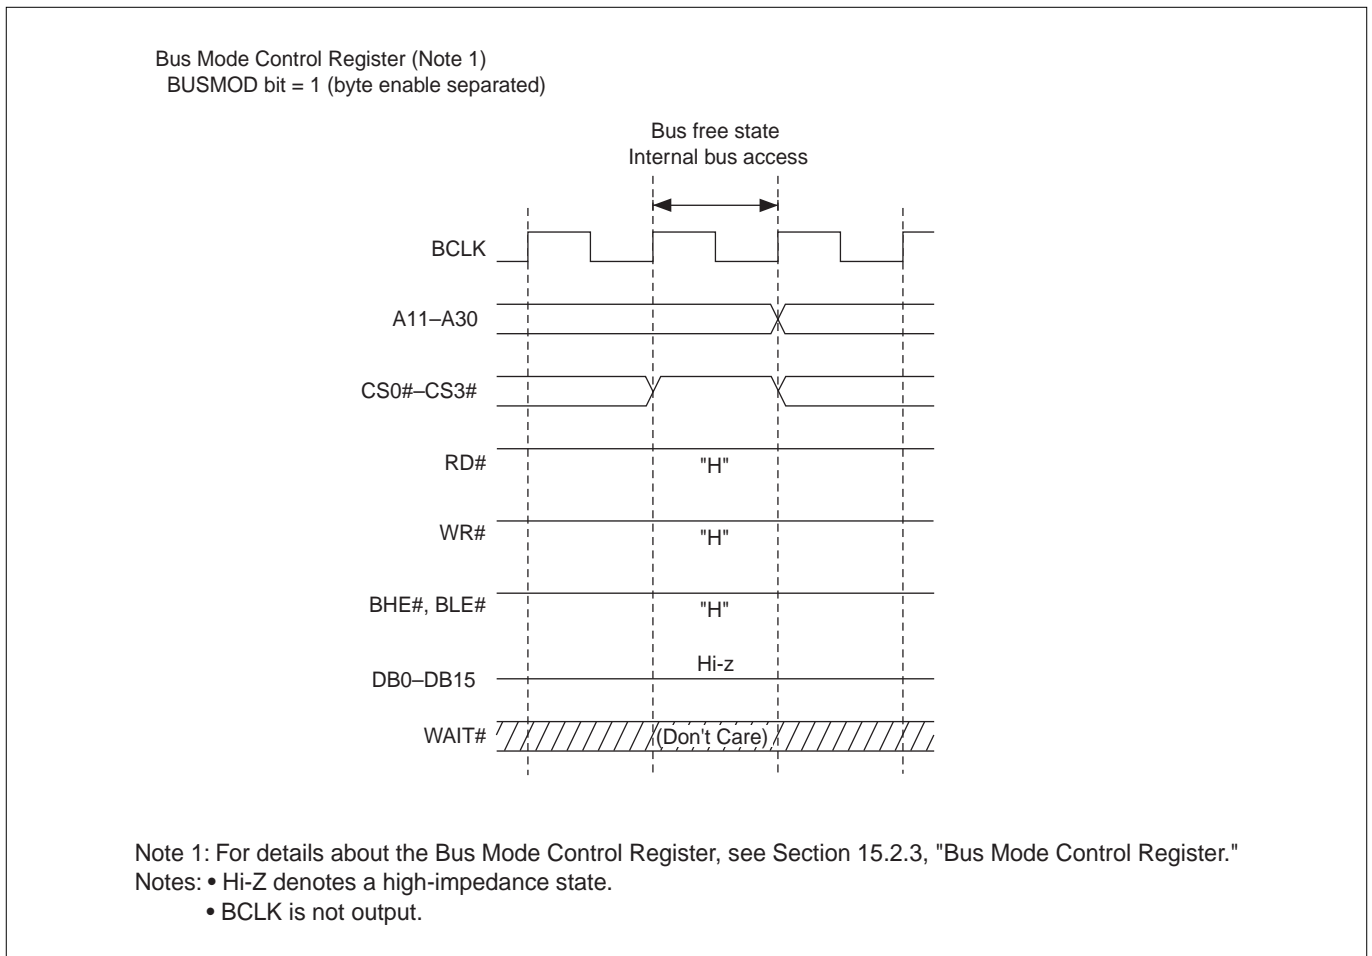 Bus Mode Control Register (Note 1)
BUSMOD bit = 1 (byte enable separated)
Bus free state
Internal bus access
BCLK
A11–A30
CS0#–CS3#
RD#
"H"
WR#
"H"
BHE#, BLE#
"H"
Hi-z
DB0–DB15
WAIT#
(Don't Care)
Note 1: For details about the Bus Mode Control Register, see Section 15.2.3, "Bus Mode Control Register."
Notes: • Hi-Z denotes a high-impedance state.
• BCLK is not output.